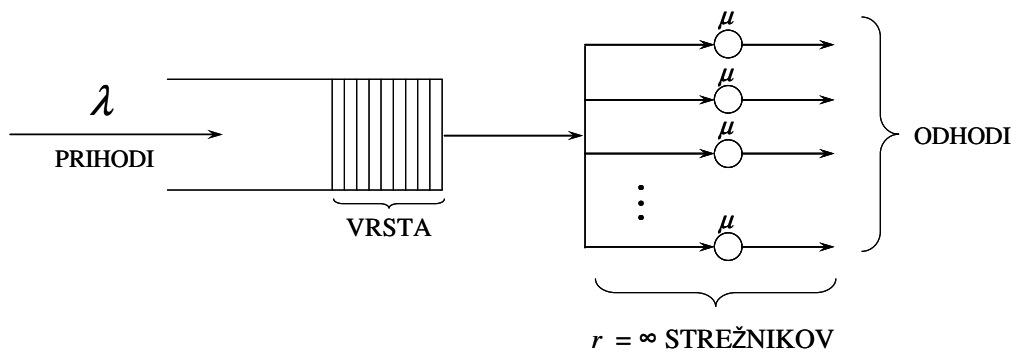 λ
PRIHODI
VRSTA
μ
μ
μ
μ
ODHODI
r = ∞ STREŽNIKOV